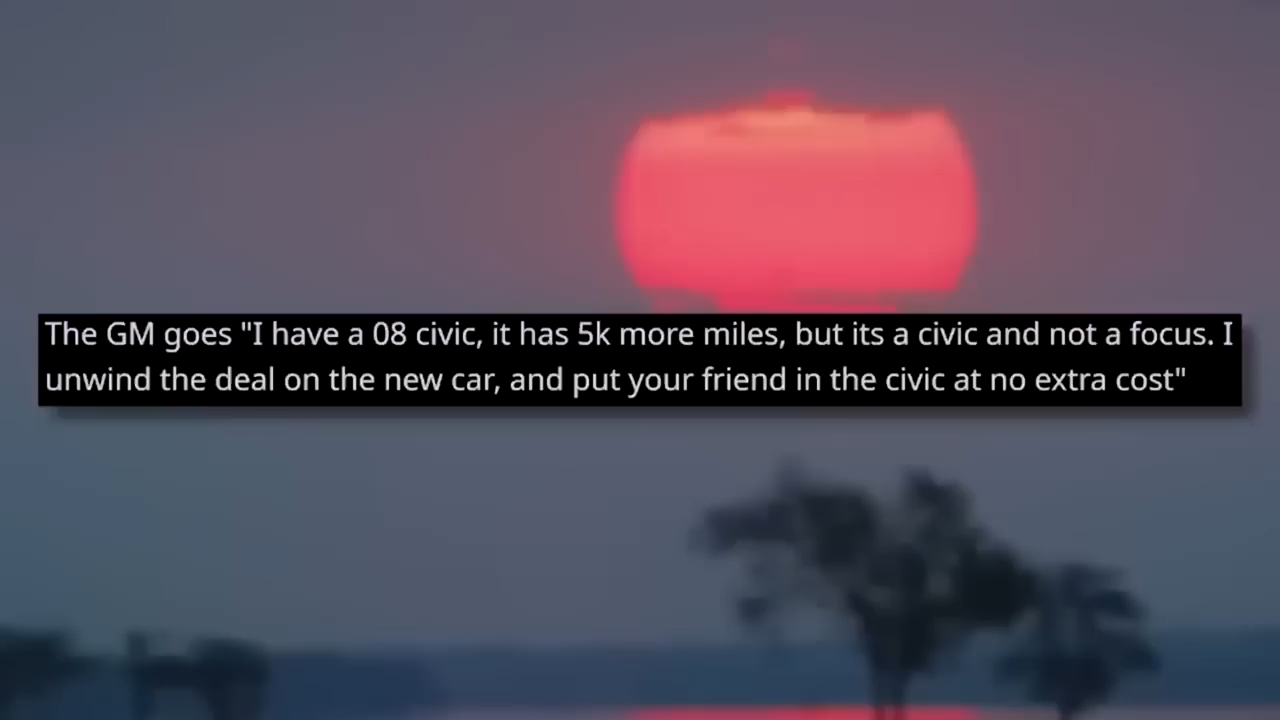 The GM goes "I have a 08 civic, it has 5k more miles, but its a civic and not a focus. I
unwind the deal on the new car, and put your friend in the civic at no extra cost"